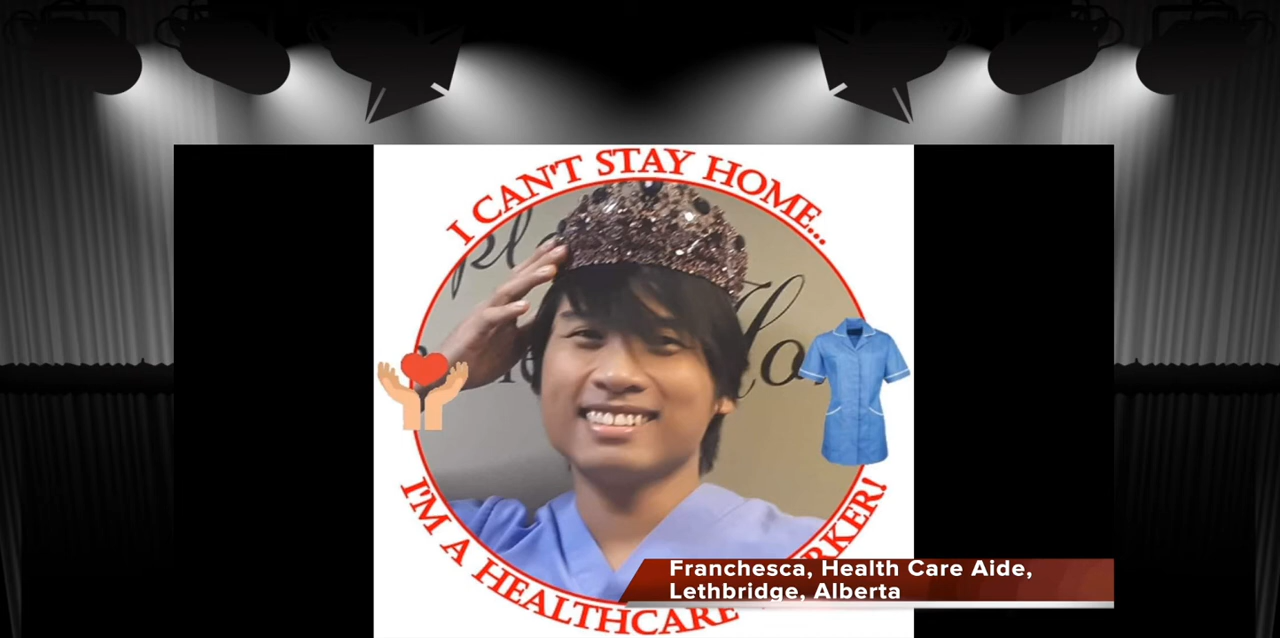 I CAN'T STAY HOME...
I'M A HEALTHCARE
Franchesca, Health Care Aide,
Lethbridge, Alberta